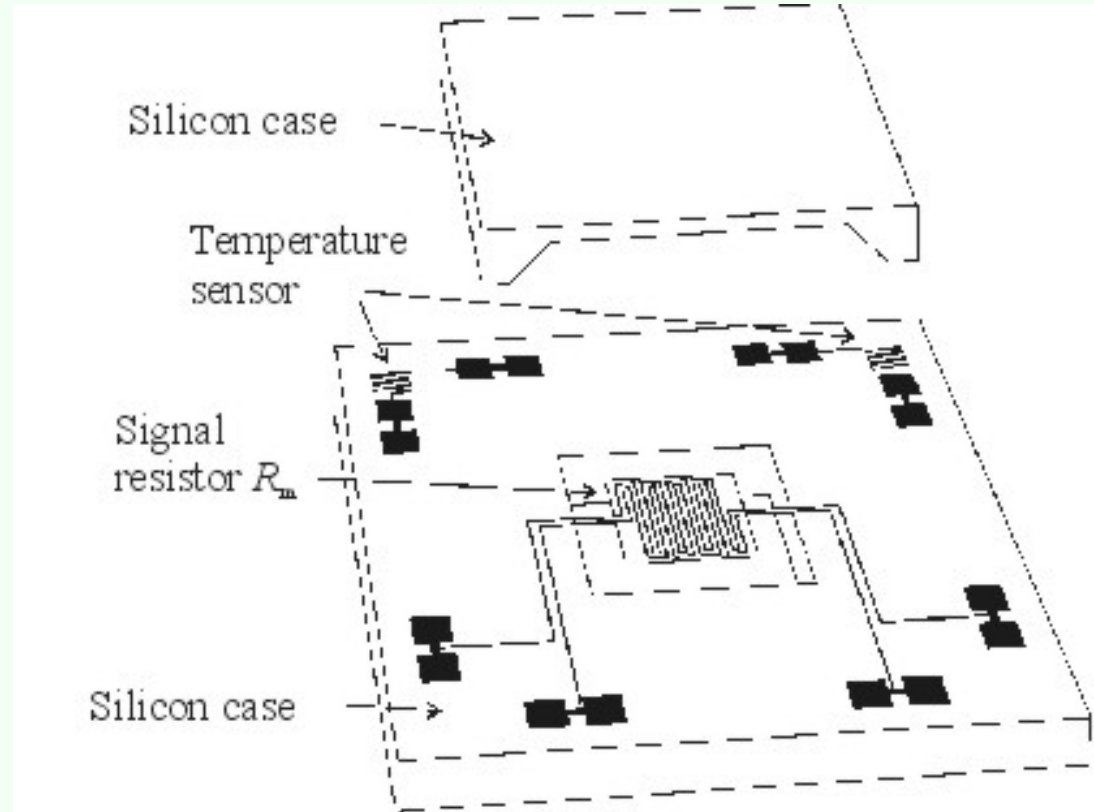 Silicon case
Temperature
sensor
Signal
resistor Rm
Silicon case